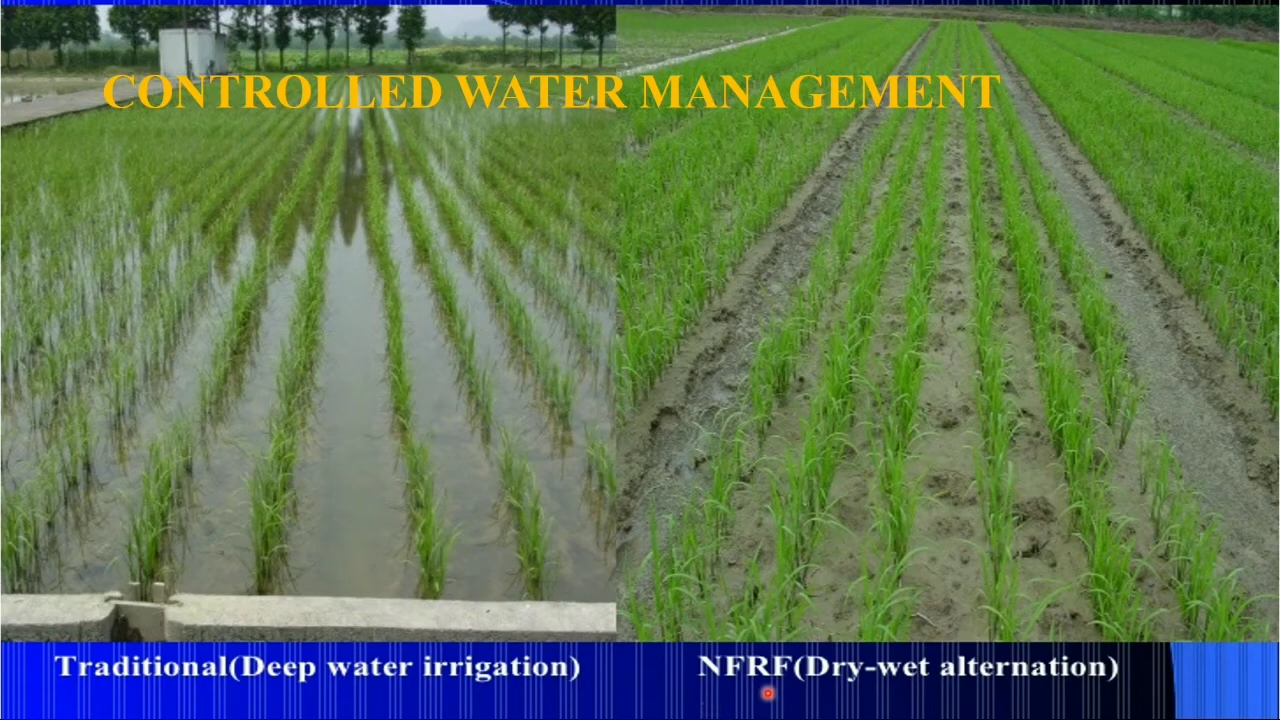 CONTROLLED WATER MANAGEMENT
Traditional(Deep water irrigation)
NFRF(Dry-wet alternation)